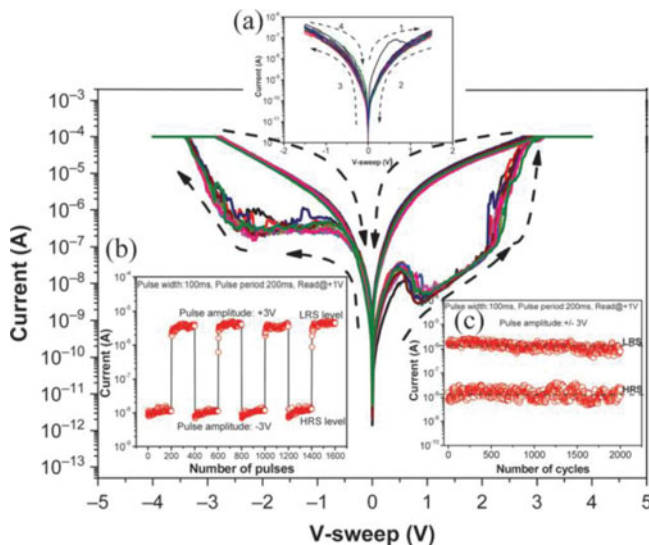 (a)
Current (A)
4
1
3
2
-2
-1
0
1
2
V-sweep (V)
Current (A)
10⁻³
10⁻⁴
10⁻⁵
10⁻⁶
10⁻⁷
10⁻⁸
10⁻⁹
10⁻¹⁰
10⁻¹¹
10⁻¹²
10⁻¹³
(b)
Pulse width:100ms, Pulse period:200ms, Read@+1V
Pulse amplitude: +3V
LRS level
Pulse amplitude: -3V
HRS level
Current (A)
10⁻⁴
10⁻⁵
10⁻⁶
10⁻⁷
10⁻⁸
10⁻⁹
0 200 400 600 800 1000 1200 1400 1600
Number of pulses
(c)
Pulse width:100ms, Pulse period:200ms, Read@+1V
Pulse amplitude:+/- 3V
LRS
HRS
Current (A)
0 500 1000 1500 2000
Number of cycles
−5 −4 −3 −2 −1 0 1 2 3 4 5
V-sweep (V)